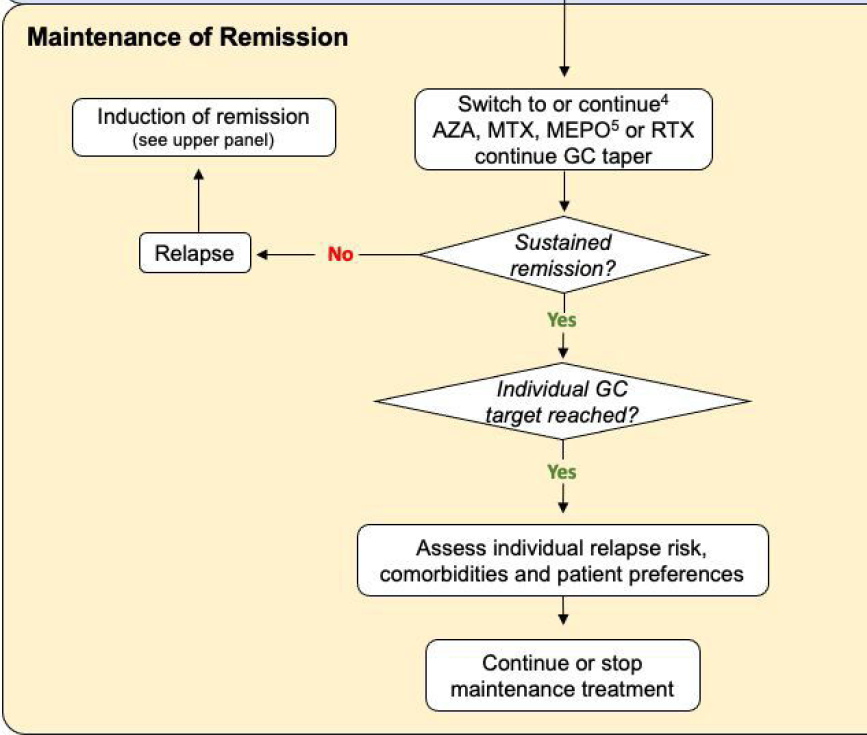 Maintenance of Remission
Induction of remission
(see upper panel)
Switch to or continue⁴
AZA, MTX, MEPO⁵ or RTX
continue GC taper
Relapse
No
Sustained
remission?
Yes
Individual GC
target reached?
Yes
Assess individual relapse risk,
comorbidities and patient preferences
Continue or stop
maintenance treatment